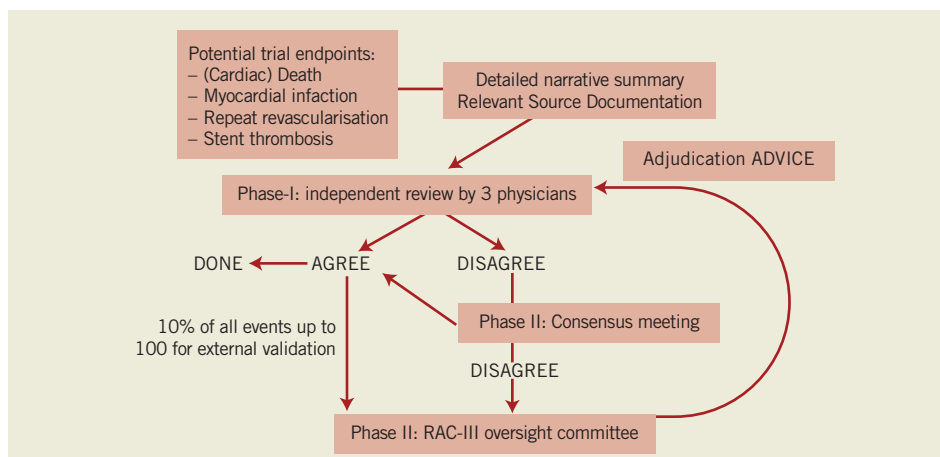 Potential trial endpoints:
– (Cardiac) Death
– Myocardial infaction
– Repeat revascularisation
– Stent thrombosis
Detailed narrative summary
Relevant Source Documentation
Adjudication ADVICE
Phase-I: independent review by 3 physicians
DONE
AGREE
DISAGREE
10% of all events up to
100 for external validation
Phase II: Consensus meeting
DISAGREE
Phase II: RAC-III oversight committee